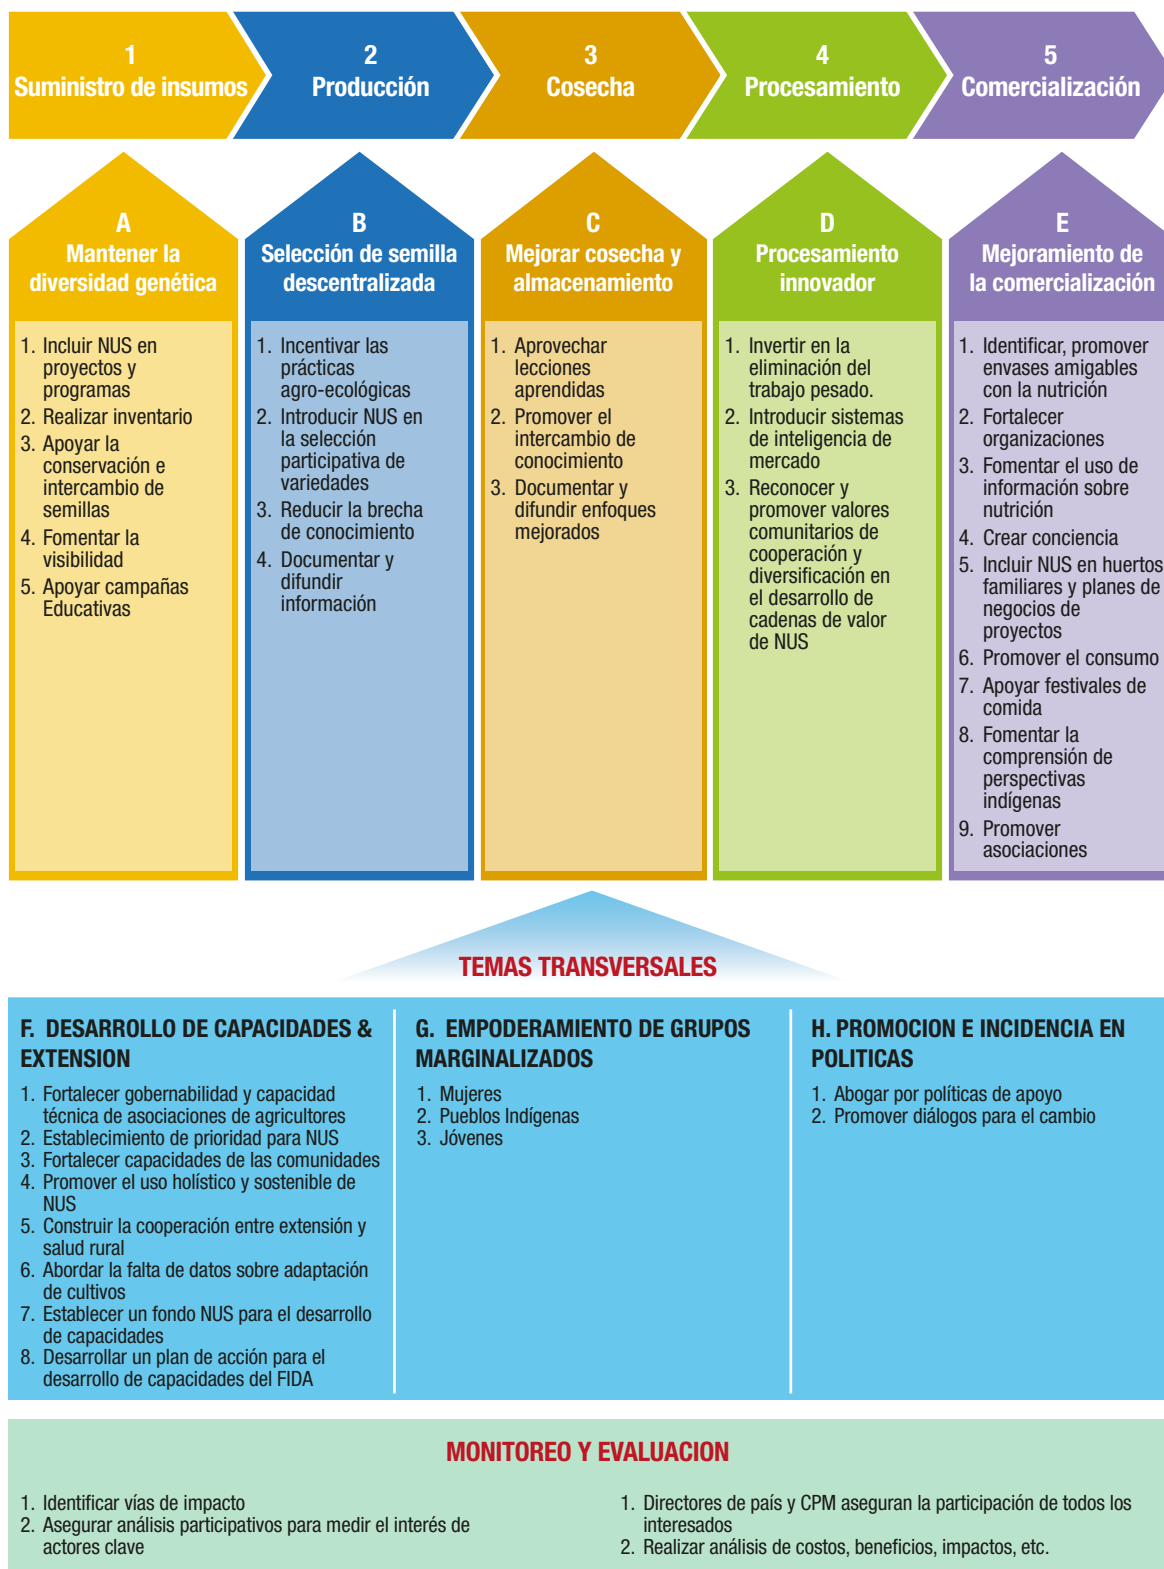 1
Suministro de insumos
2
Producción
3
Cosecha
4
Procesamiento
5
Comercialización
A
Mantener la
diversidad genética
1. Incluir NUS en
proyectos y
programas
2. Realizar inventario
3. Apoyar la
conservación e
intercambio de
semillas
4. Fomentar la
visibilidad
5. Apoyar campañas
Educativas
B
Selección de semilla
descentralizada
1. Incentivar las
prácticas
agro-ecológicas
2. Introducir NUS en
la selección
participativa de
variedades
3. Reducir la brecha
de conocimiento
4. Documentar y
difundir
información
C
Mejorar cosecha y
almacenamiento
1. Aprovechar
lecciones
aprendidas
2. Promover el
intercambio de
conocimiento
3. Documentar y
difundir enfoques
mejorados
D
Procesamiento
innovador
1. Invertir en la
eliminación del
trabajo pesado.
2. Introducir sistemas
de inteligencia de
mercado
3. Reconocer y
promover valores
comunitarios de
cooperación y
diversificación en
el desarrollo de
cadenas de valor
de NUS
E
Mejoramiento de
la comercialización
1. Identificar, promover
envases amigables
con la nutrición
2. Fortalecer
organizaciones
3. Fomentar el uso de
información sobre
nutrición
4. Crear conciencia
5. Incluir NUS en huertos
familiares y planes de
negocios de
proyectos
6. Promover el consumo
7. Apoyar festivales de
comida
8. Fomentar la
comprensión de
perspectivas
indígenas
9. Promover
asociaciones
TEMAS TRANSVERSALES
F. DESARROLLO DE CAPACIDADES &
EXTENSION
1. Fortalecer gobernabilidad y capacidad
técnica de asociaciones de agricultores
2. Establecimiento de prioridad para NUS
3. Fortalecer capacidades de las comunidades
4. Promover el uso holístico y sostenible de
NUS
5. Construir la cooperación entre extensión y
salud rural
6. Abordar la falta de datos sobre adaptación
de cultivos
7. Establecer un fondo NUS para el desarrollo
de capacidades
8. Desarrollar un plan de acción para el
desarrollo de capacidades del FIDA
G. EMPODERAMIENTO DE GRUPOS
MARGINALIZADOS
1. Mujeres
2. Pueblos Indígenas
3. Jóvenes
H. PROMOCION E INCIDENCIA EN
POLITICAS
1. Abogar por políticas de apoyo
2. Promover diálogos para el cambio
MONITOREO Y EVALUACION
1. Identificar vías de impacto
2. Asegurar análisis participativos para medir el interés de
actores clave
1. Directores de país y CPM aseguran la participación de todos los
interesados
2. Realizar análisis de costos, beneficios, impactos, etc.